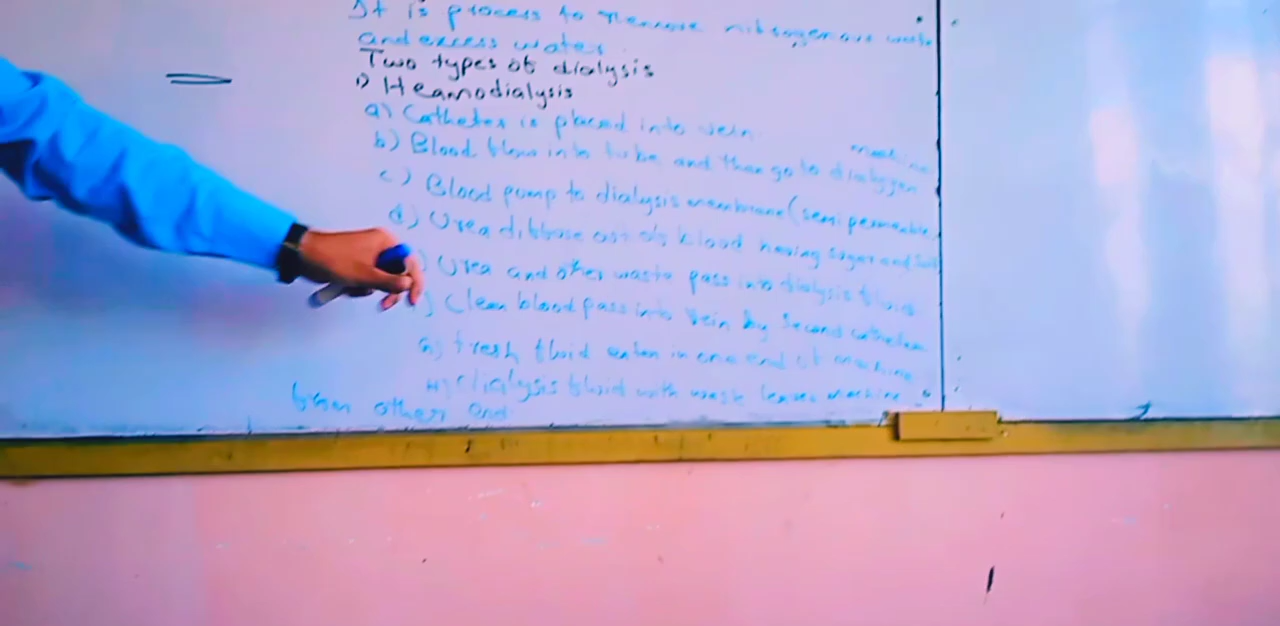 It is process to remove nitrogenous waste
and excess water
Two types of dialysis
1) Heamodialysis
a) Catheter is placed into vein
b) Blood flow into tube and then go to dialyzen machine
c) Blood pump to dialysis membrane (semi permeable
d) Urea diffuse out of blood having sugar and salt
) Urea and other waste pass into dialysis fluid
) Clean blood pass into vein by second catheter
g) fresh fluid enter in one end of machine
H) dialysis fluid with waste leaves machine
from other end